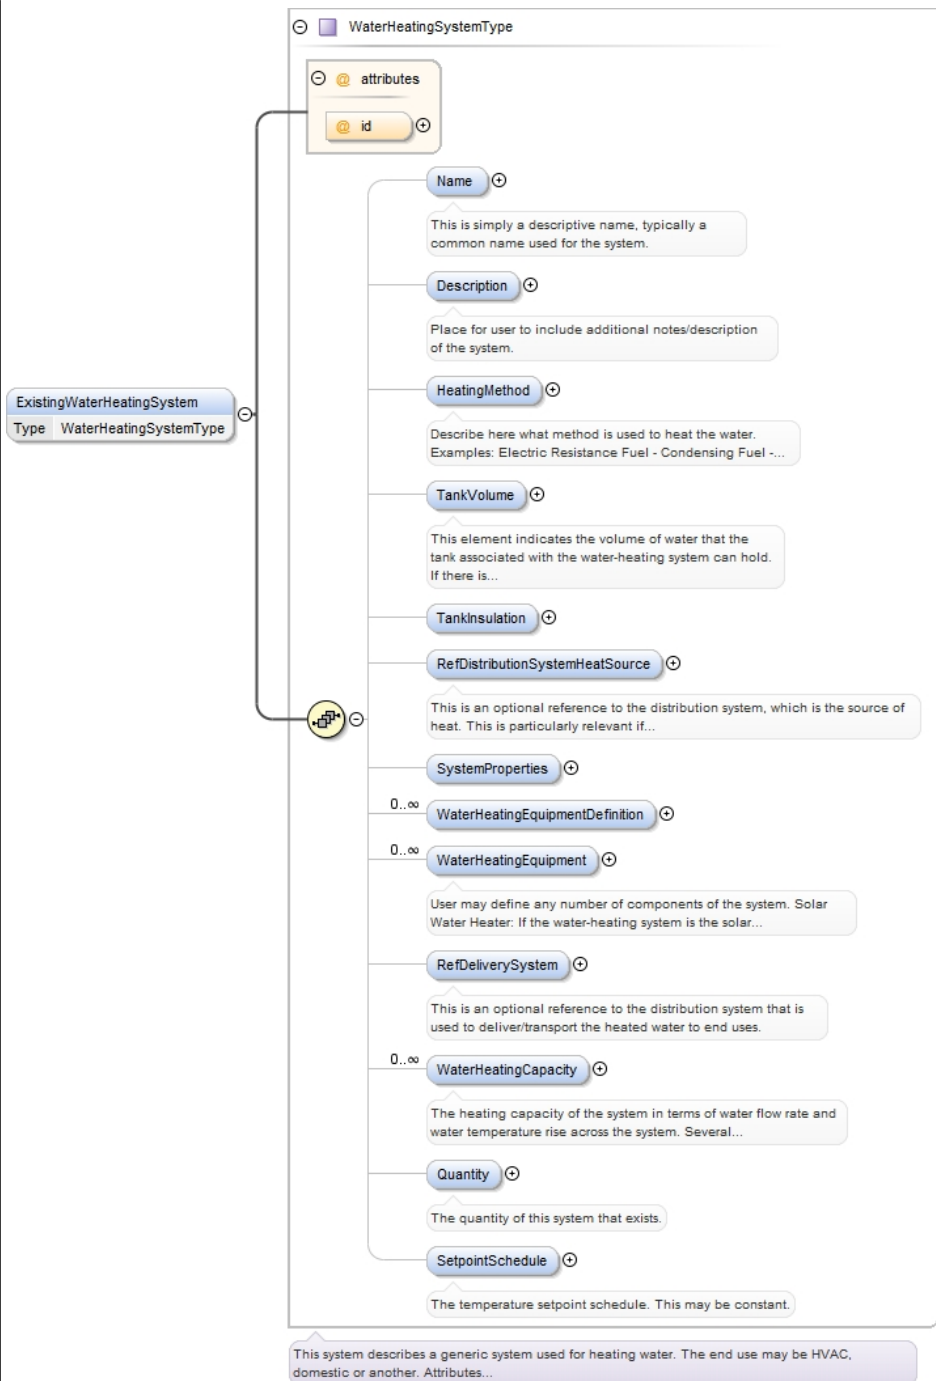 WaterHeatingSystemType
@ attributes
@ id
Name
This is simply a descriptive name, typically a
common name used for the system.
Description
Place for user to include additional notes/description
of the system.
ExistingWaterHeatingSystem
Type WaterHeatingSystemType
HeatingMethod
Describe here what method is used to heat the water.
Examples: Electric Resistance Fuel - Condensing Fuel -...
TankVolume
This element indicates the volume of water that the
tank associated with the water-heating system can hold.
If there is...
TankInsulation
RefDistributionSystemHeatSource
This is an optional reference to the distribution system, which is the source of
heat. This is particularly relevant if...
SystemProperties
0..∞ WaterHeatingEquipmentDefinition
0..∞ WaterHeatingEquipment
User may define any number of components of the system. Solar
Water Heater: If the water-heating system is the solar...
RefDeliverySystem
This is an optional reference to the distribution system that is
used to deliver/transport the heated water to end uses.
0..∞ WaterHeatingCapacity
The heating capacity of the system in terms of water flow rate and
water temperature rise across the system. Several...
Quantity
The quantity of this system that exists.
SetpointSchedule
The temperature setpoint schedule. This may be constant.
This system describes a generic system used for heating water. The end use may be HVAC,
domestic or another. Attributes...